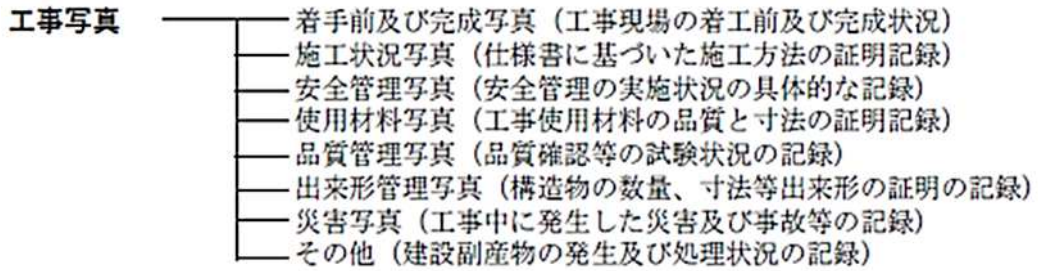 工事写真
着手前及び完成写真（工事現場の着工前及び完成状況）
施工状況写真（仕様書に基づいた施工方法の証明記録）
安全管理写真（安全管理の実施状況の具体的な記録）
使用材料写真（工事使用材料の品質と寸法の証明記録）
品質管理写真（品質確認等の試験状況の記録）
出来形管理写真（構造物の数量、寸法等出来形の証明の記録）
災害写真（工事中に発生した災害及び事故等の記録）
その他（建設副産物の発生及び処理状況の記録）